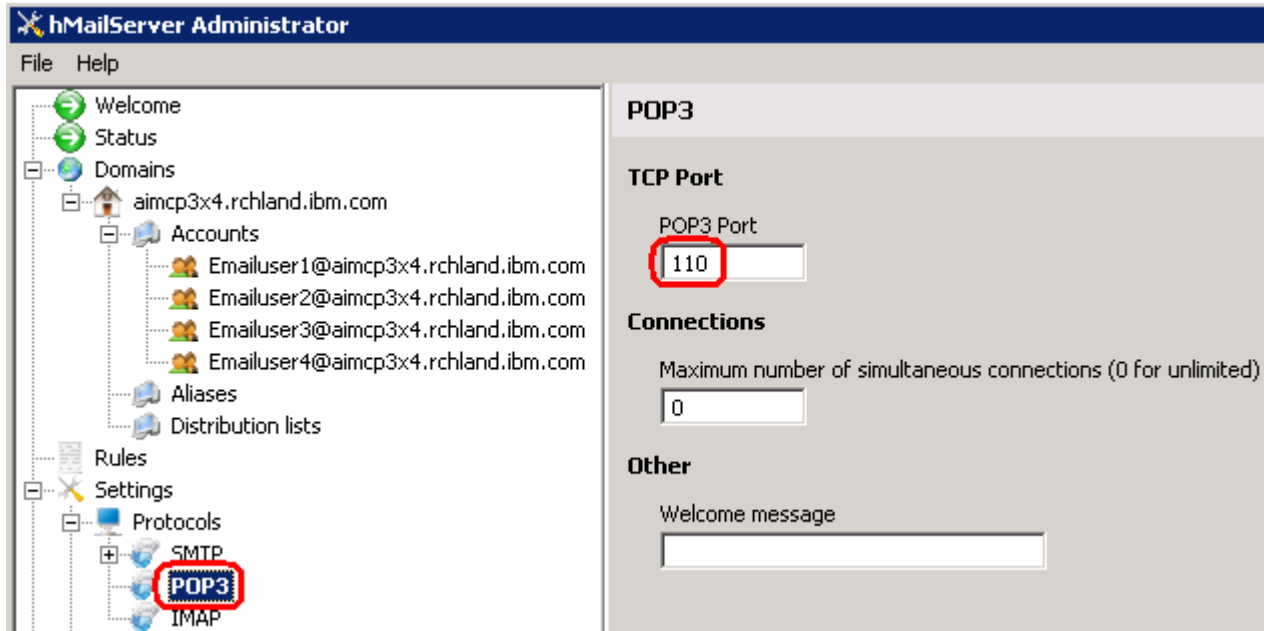 hMailServer Administrator
File Help
Welcome
Status
Domains
aimcp3x4.rchland.ibm.com
Accounts
Emailuser1@aimcp3x4.rchland.ibm.com
Emailuser2@aimcp3x4.rchland.ibm.com
Emailuser3@aimcp3x4.rchland.ibm.com
Emailuser4@aimcp3x4.rchland.ibm.com
Aliases
Distribution lists
Rules
Settings
Protocols
SMTP
POP3
IMAP
POP3
TCP Port
POP3 Port
110
Connections
Maximum number of simultaneous connections (0 for unlimited)
0
Other
Welcome message